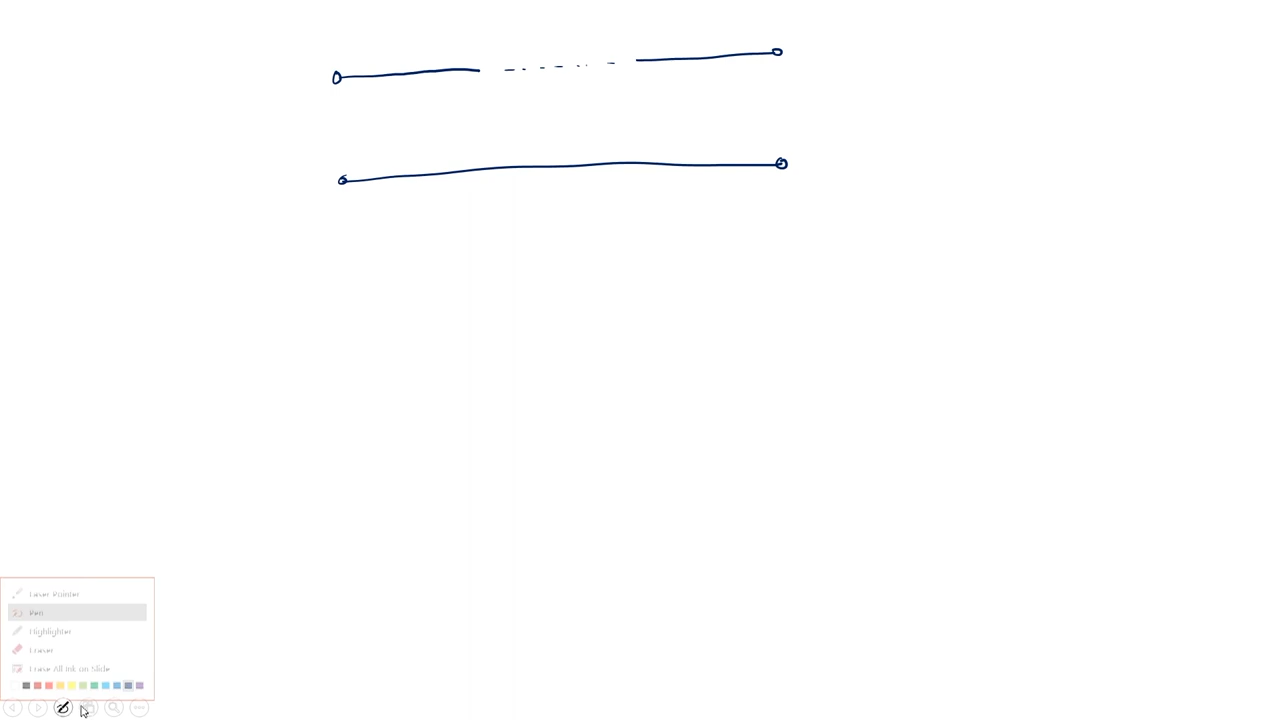 Laser Pointer
Pen
Highlighter
Eraser
Erase All Ink on Slide